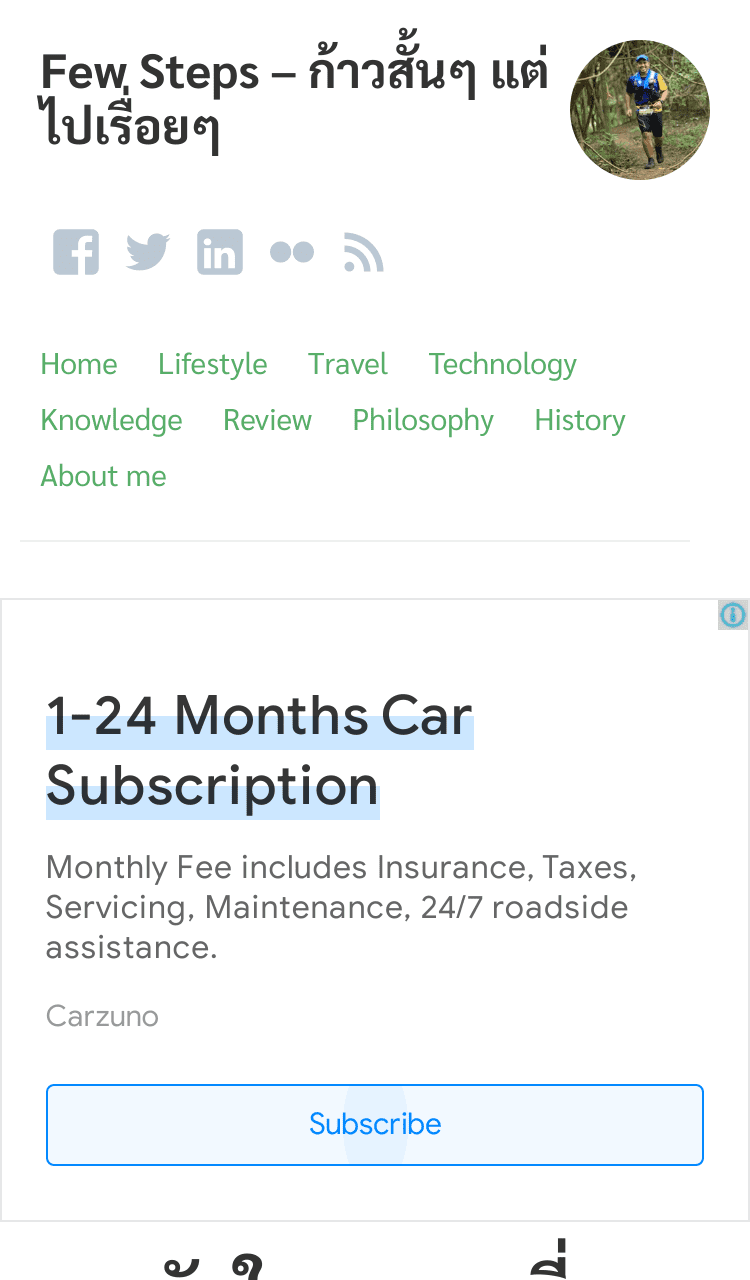 Few Steps – ก้าวสั้นๆ แต่
ไปเรื่อยๆ
Home Lifestyle Travel Technology
Knowledge Review Philosophy History
About me
1-24 Months Car
Subscription
Monthly Fee includes Insurance, Taxes,
Servicing, Maintenance, 24/7 roadside
assistance.
Carzuno
Subscribe